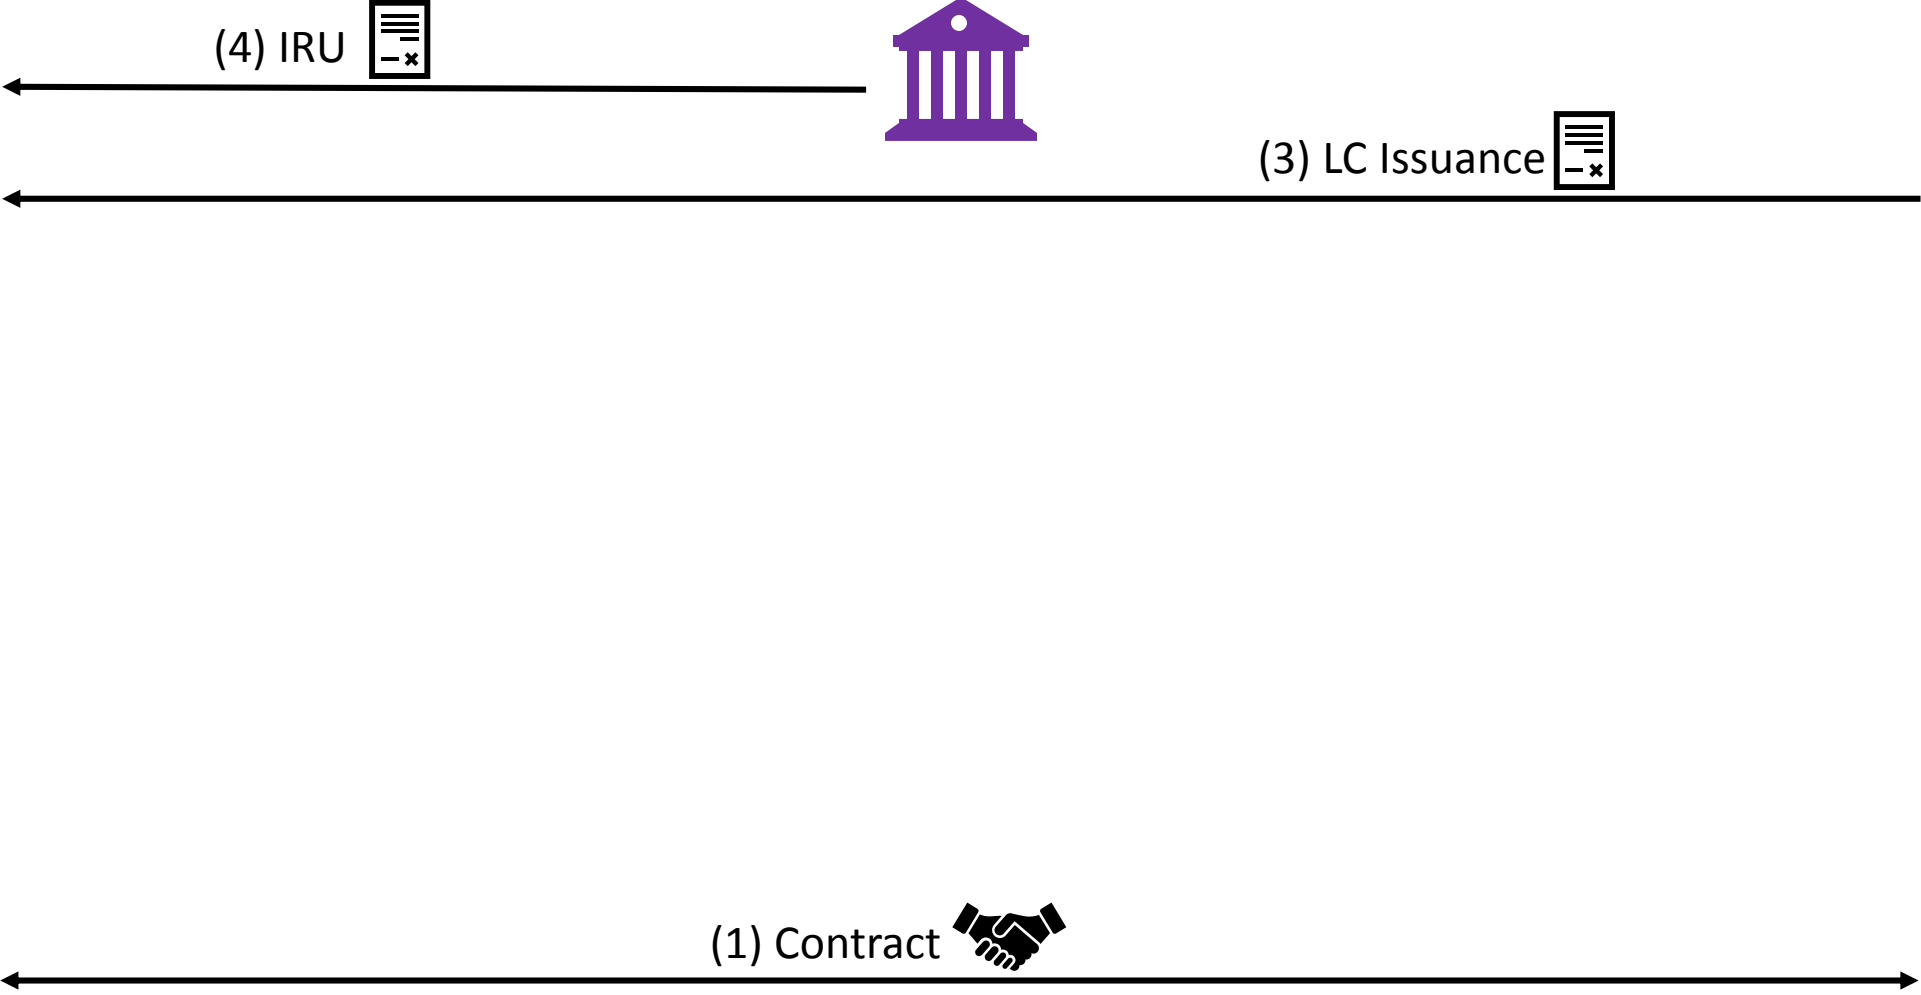 (4) IRU
(3) LC Issuance
(1) Contract